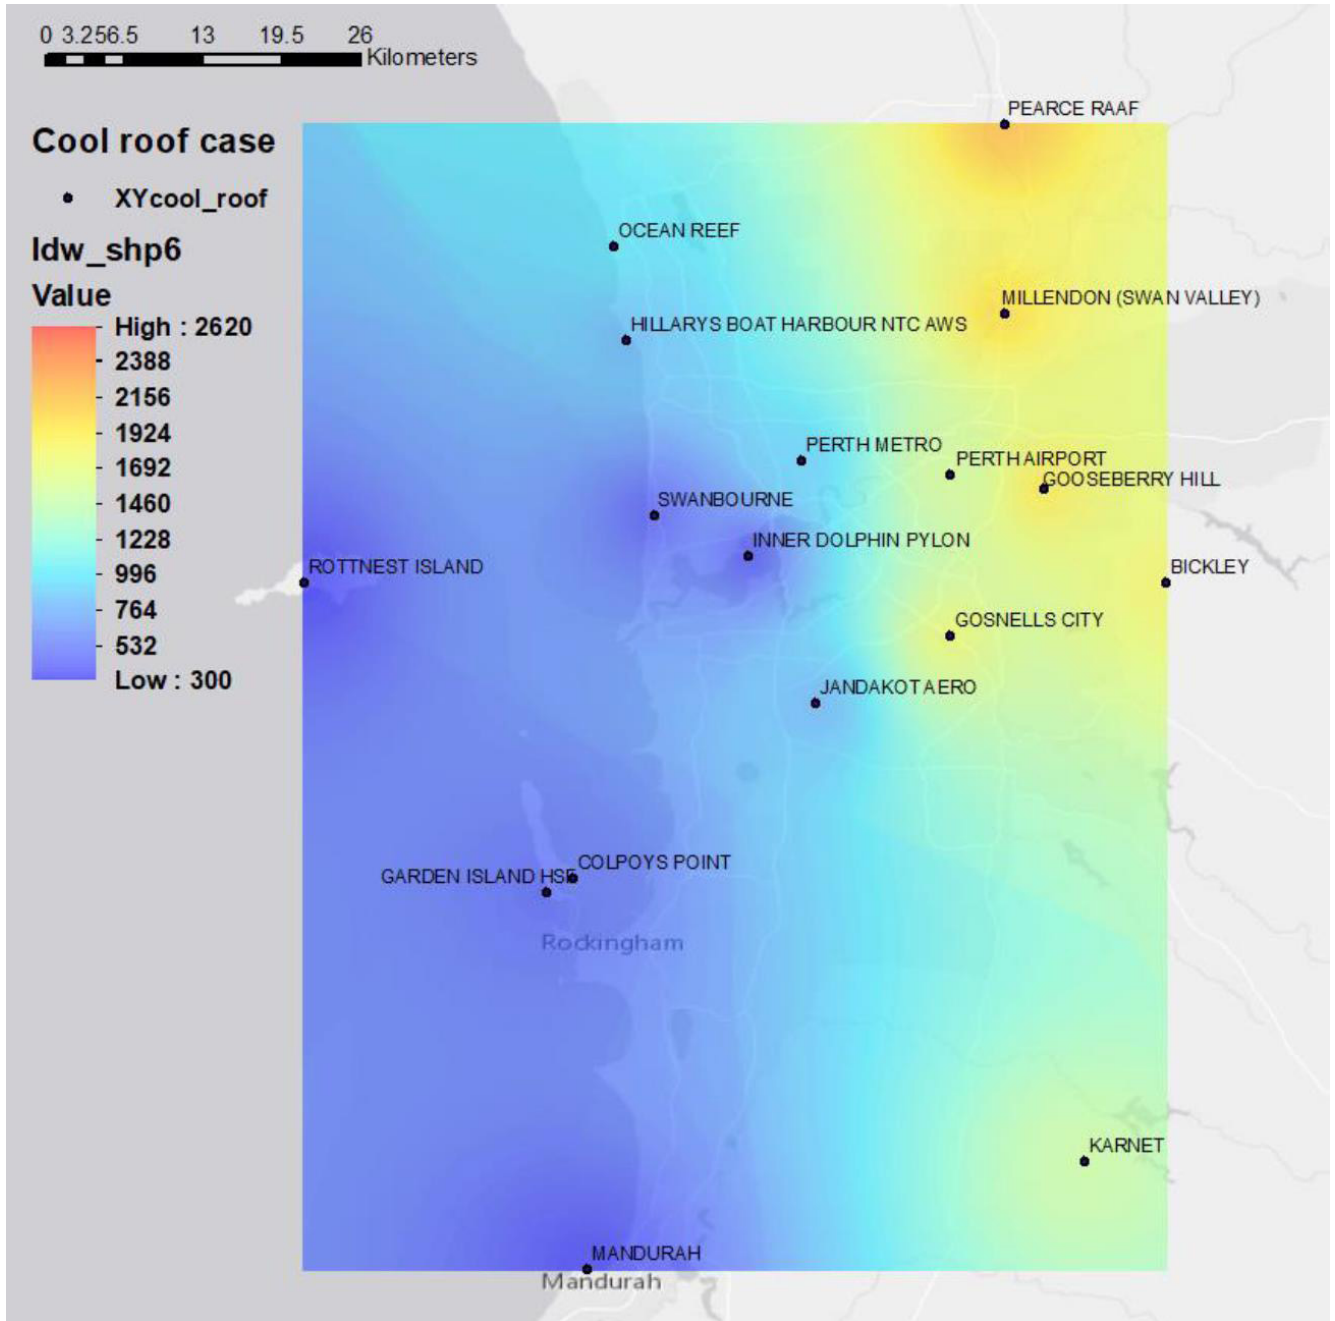 0 3.25 6.5 13 19.5 26
Kilometers
PEARCE RAAF
Cool roof case
XYcool_roof
OCEAN REEF
Idw_shp6
Value
High : 2620
MILLENDON (SWAN VALLEY)
HILLARYS BOAT HARBOUR NTC AWS
2388
2156
1924
PERTH METRO
1692
PERTH AIRPORT
GOOSEBERRY HILL
1460
SWANBOURNE
1228
INNER DOLPHIN PYLON
996
ROTTNEST ISLAND
BICKLEY
764
GOSNELLS CITY
532
Low : 300
JANDAKOT AERO
COLPOYS POINT
GARDEN ISLAND HSF
Rockingham
KARNET
MANDURAH
Mandurah